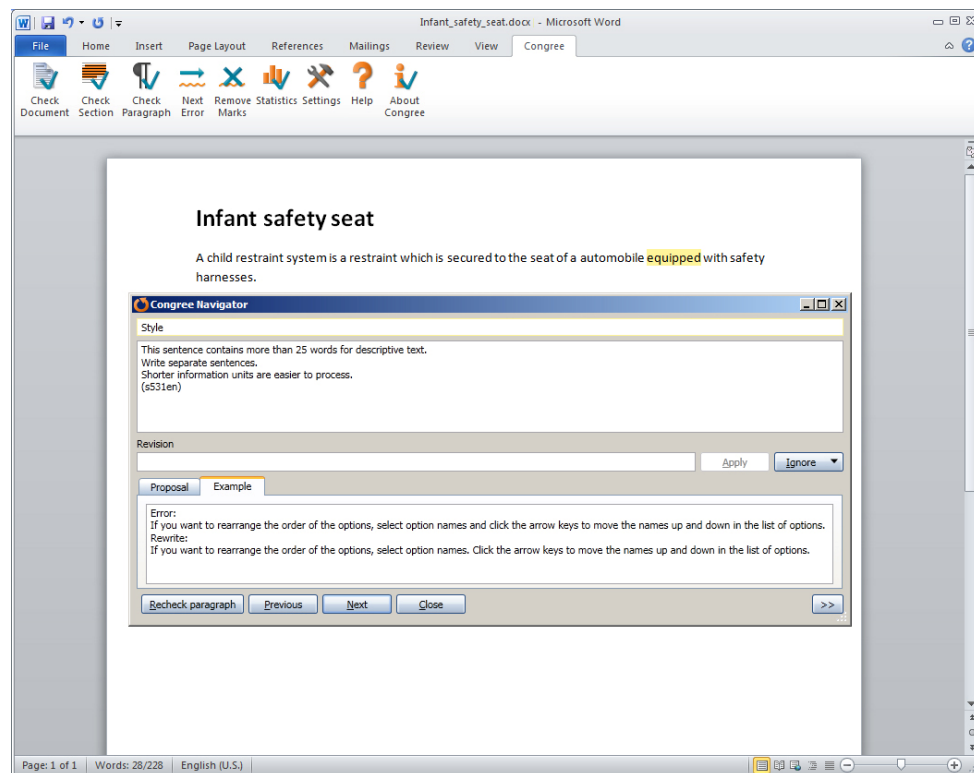 Infant_safety_seat.docx - Microsoft Word
File Home Insert Page Layout References Mailings Review View Congree
Check Document Check Section Check Paragraph Next Error Remove Marks Statistics Settings Help About Congree
Infant safety seat
A child restraint system is a restraint which is secured to the seat of a automobile equipped with safety
harnesses.
Congree Navigator
Style
This sentence contains more than 25 words for descriptive text.
Write separate sentences.
Shorter information units are easier to process.
(s531en)
Revision
Apply Ignore
Proposal Example
Error:
If you want to rearrange the order of the options, select option names and click the arrow keys to move the names up and down in the list of options.
Rewrite:
If you want to rearrange the order of the options, select option names. Click the arrow keys to move the names up and down in the list of options.
Recheck paragraph Previous Next Close >>
Page: 1 of 1 Words: 28/228 English (U.S.)